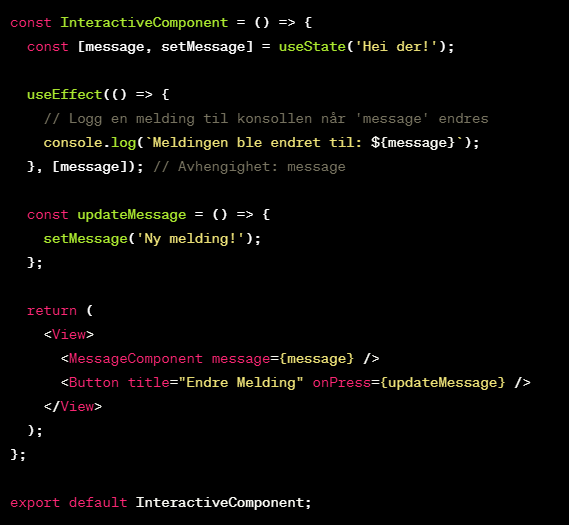 const InteractiveComponent = () => {
  const [message, setMessage] = useState('Hei der!');

  useEffect(() => {
    // Logg en melding til konsollen når 'message' endres
    console.log(`Meldingen ble endret til: ${message}`);
  }, [message]); // Avhengighet: message

  const updateMessage = () => {
    setMessage('Ny melding!');
  };

  return (
    <View>
      <MessageComponent message={message} />
      <Button title="Endre Melding" onPress={updateMessage} />
    </View>
  );
};

export default InteractiveComponent;